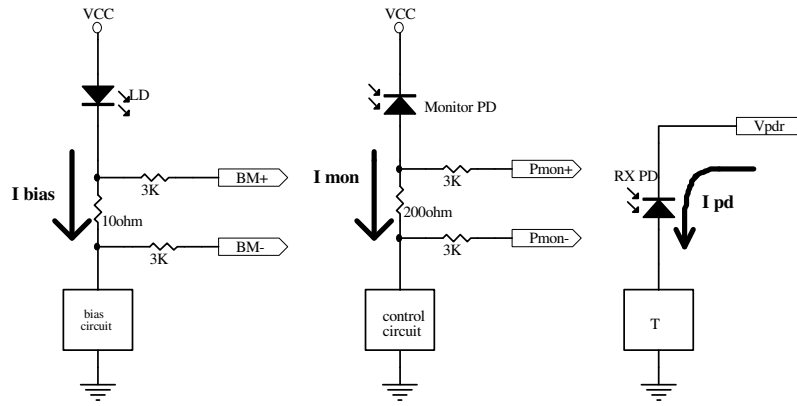 VCC
LD
I bias
BM+
3K
10ohm
BM-
3K
bias
circuit
VCC
Monitor PD
I mon
Pmon+
3K
200ohm
Pmon-
3K
control
circuit
Vpdr
RX PD
I pd
T